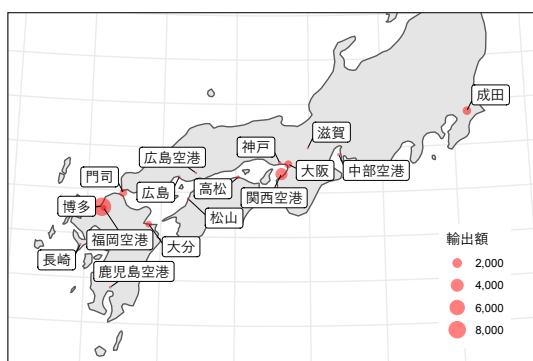 成田
滋賀
神戸
広島空港
大阪
中部空港
門司
広島
高松
関西空港
博多
松山
福岡空港
大分
長崎
鹿児島空港
輸出額
2,000
4,000
6,000
8,000